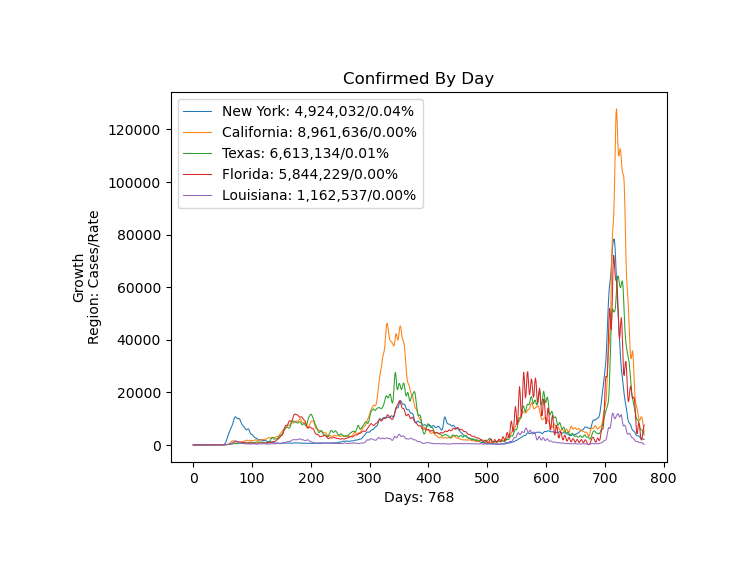 Confirmed By Day
New York: 4,924,032/0.04%
California: 8,961,636/0.00%
Texas: 6,613,134/0.01%
Florida: 5,844,229/0.00%
Louisiana: 1,162,537/0.00%
120000
100000
80000
60000
40000
20000
0
Growth
Region: Cases/Rate
0 100 200 300 400 500 600 700 800
Days: 768